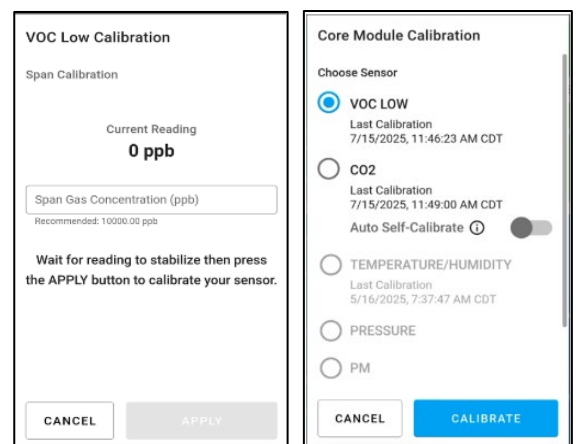 VOC Low Calibration
Span Calibration
Current Reading
0 ppb
Span Gas Concentration (ppb)
Recommended: 10000.00 ppb
Wait for reading to stabilize then press
the APPLY button to calibrate your sensor.
CANCEL
APPLY
Core Module Calibration
Choose Sensor
VOC LOW
Last Calibration
7/15/2025, 11:46:23 AM CDT
CO2
Last Calibration
7/15/2025, 11:49:00 AM CDT
Auto Self-Calibrate
TEMPERATURE/HUMIDITY
Last Calibration
5/16/2025, 7:37:47 AM CDT
PRESSURE
PM
CANCEL
CALIBRATE